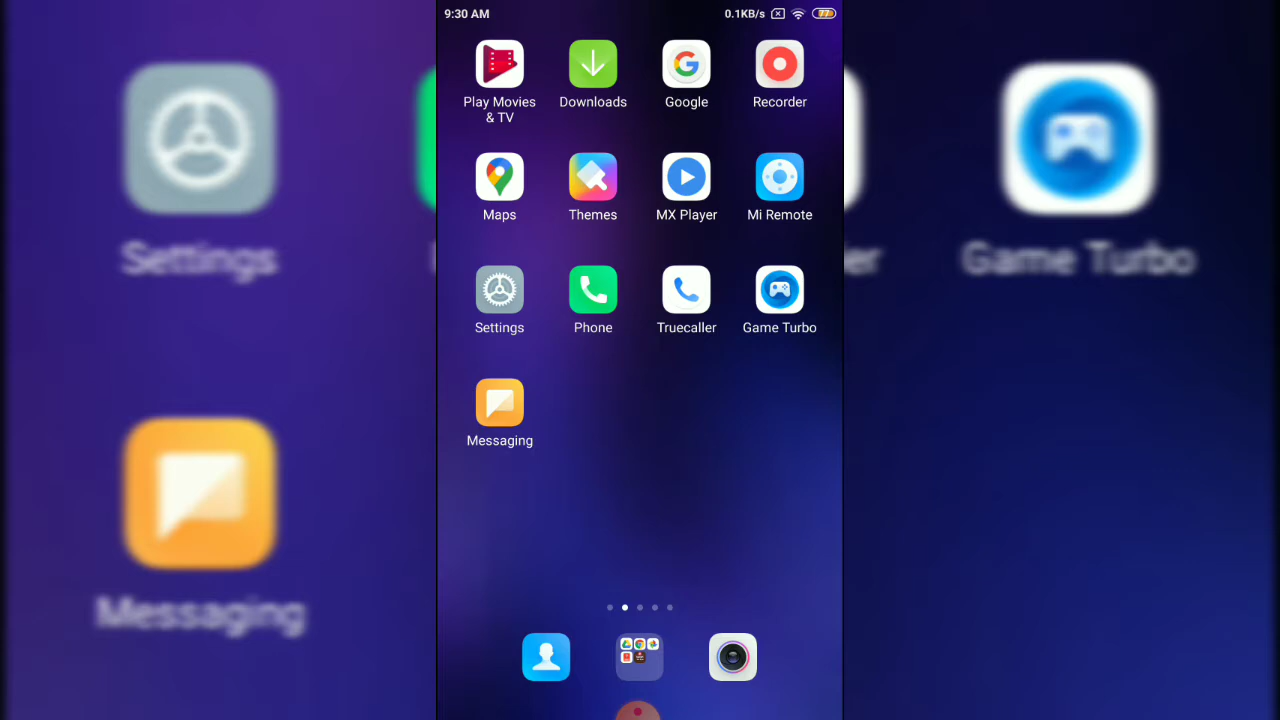 9:30 AM 0.1KB/s 77
Play Movies Downloads Google Recorder
& TV
Maps Themes MX Player Mi Remote
Settings Phone Truecaller Game Turbo
Messaging
Settings
Game Turbo
Messaging